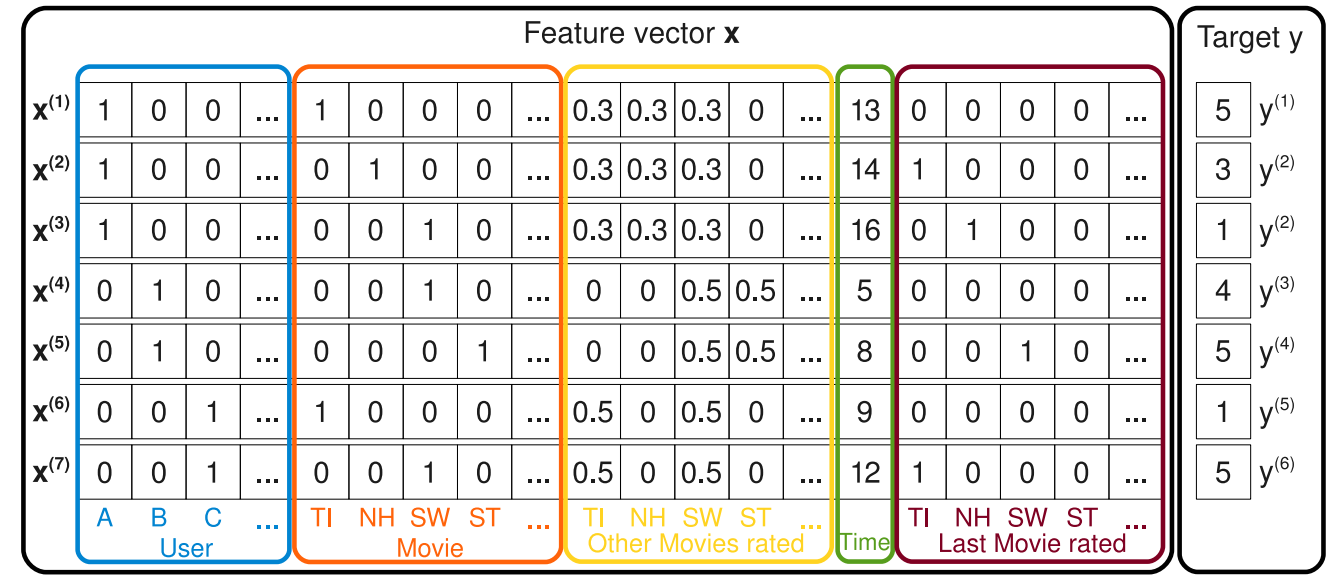 Feature vector x Target y
x(1) 1 0 0 ... 1 0 0 0 ... 0.3 0.3 0.3 0 ... 13 0 0 0 0 ... 5 y(1)
x(2) 1 0 0 ... 0 1 0 0 ... 0.3 0.3 0.3 0 ... 14 1 0 0 0 ... 3 y(2)
x(3) 1 0 0 ... 0 0 1 0 ... 0.3 0.3 0.3 0 ... 16 0 1 0 0 ... 1 y(2)
x(4) 0 1 0 ... 0 0 1 0 ... 0 0 0.5 0.5 ... 5 0 0 0 0 ... 4 y(3)
x(5) 0 1 0 ... 0 0 0 1 ... 0 0 0.5 0.5 ... 8 0 0 1 0 ... 5 y(4)
x(6) 0 0 1 ... 1 0 0 0 ... 0.5 0 0.5 0 ... 9 0 0 0 0 ... 1 y(5)
x(7) 0 0 1 ... 0 0 1 0 ... 0.5 0 0.5 0 ... 12 1 0 0 0 ... 5 y(6)
A B C ... TI NH SW ST ... TI NH SW ST ... TI NH SW ST ...
User Movie Other Movies rated Time Last Movie rated